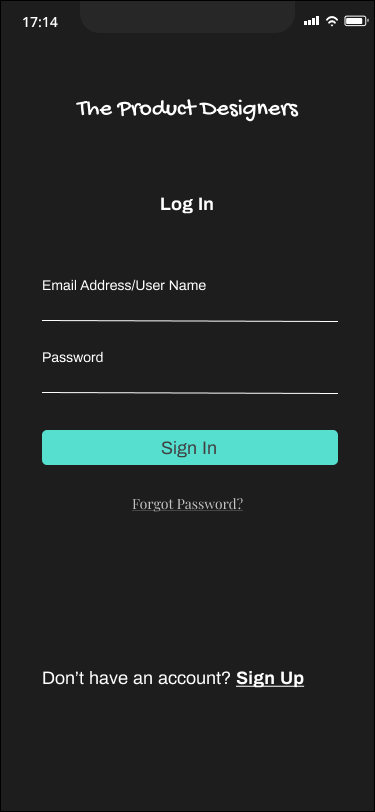 17:14
The Product Designers
Log In
Email Address/User Name
Password
Sign In
Forgot Password?
Don't have an account? Sign Up